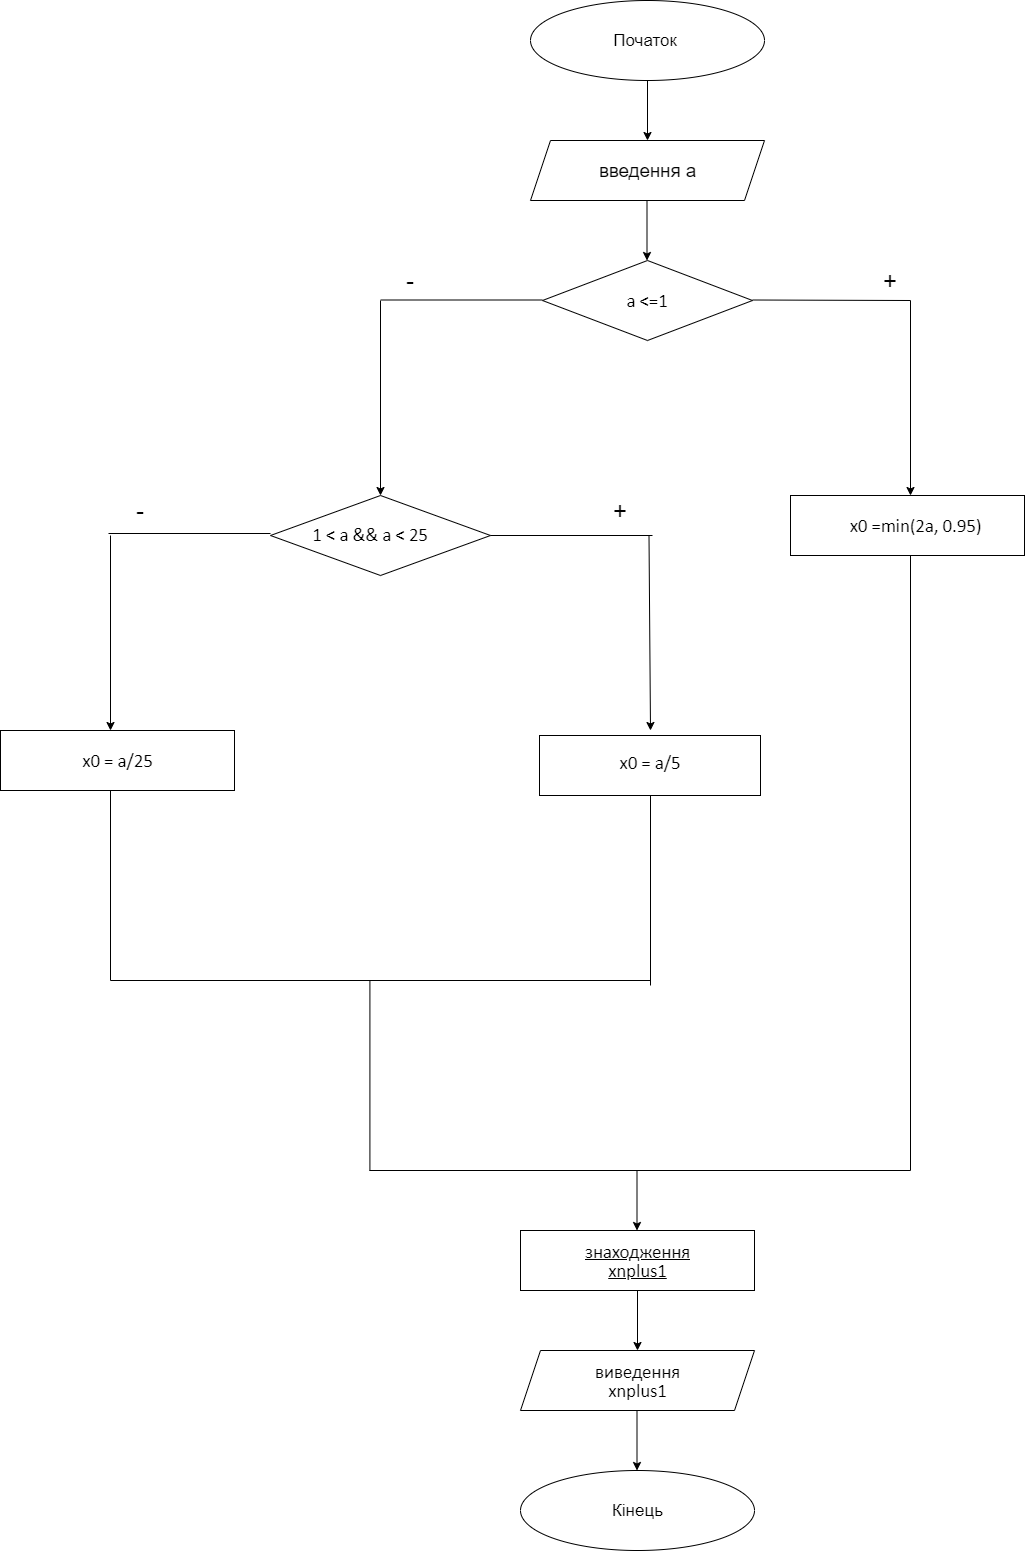 Початок
введення а
-
+
a <=1
-
+
1 < a && a < 25
x0 =min(2a, 0.95)
x0 = a/25
x0 = a/5
знаходження
xnplus1
виведення
xnplus1
Кінець